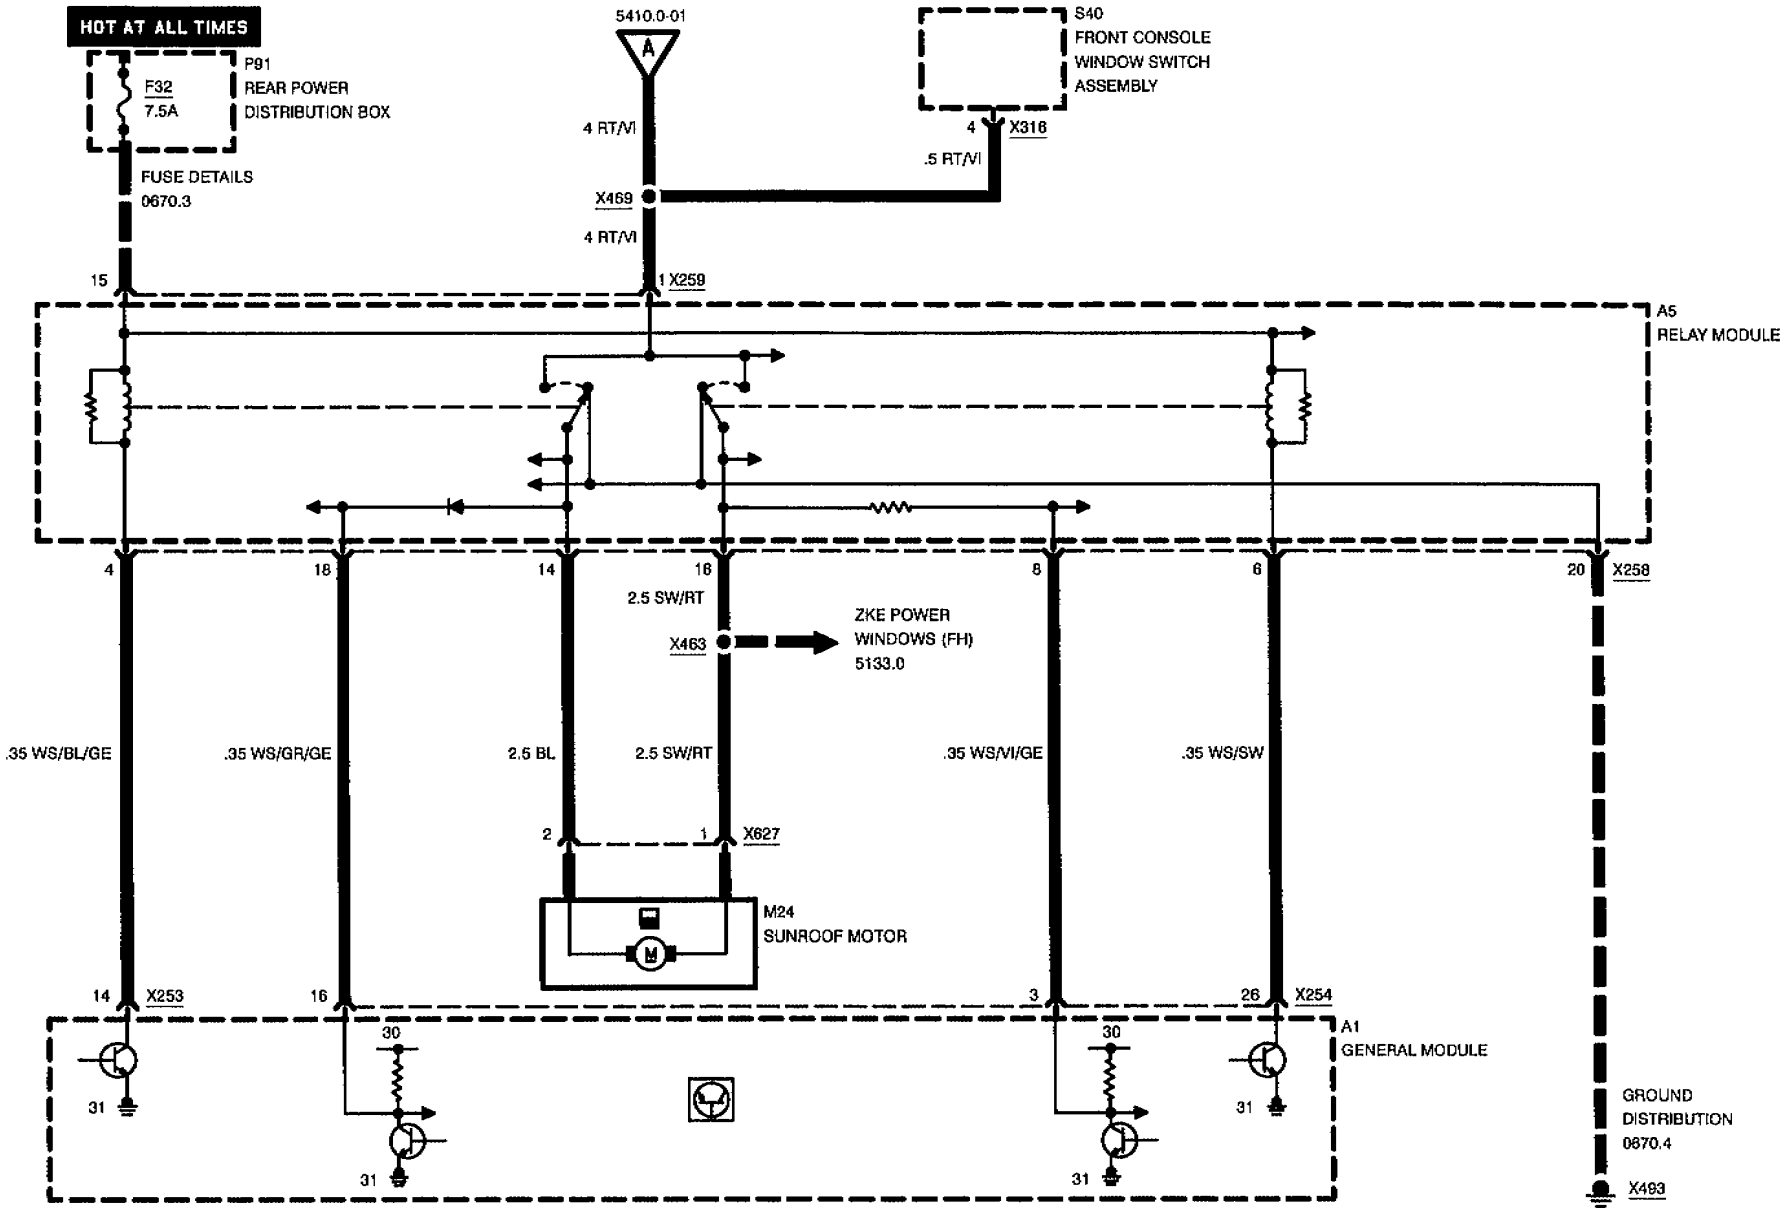 HOT AT ALL TIMES
F32
7.5A
P91
REAR POWER
DISTRIBUTION BOX
FUSE DETAILS
0670.3
5410.0-01
A
4 RT/VI
X469
4 RT/VI
S40
FRONT CONSOLE
WINDOW SWITCH
ASSEMBLY
4
X316
.5 RT/VI
15
1
X259
A5
RELAY MODULE
4
18
14
16
8
6
20
X258
2.5 SW/RT
X463
ZKE POWER
WINDOWS (FH)
5133.0
.35 WS/BL/GE
.35 WS/GR/GE
2.5 BL
2.5 SW/RT
.35 WS/VI/GE
.35 WS/SW
2
1
X627
M24
SUNROOF MOTOR
M
14
X253
16
3
26
X254
A1
GENERAL MODULE
30
30
31
31
31
31
GROUND
DISTRIBUTION
0670.4
X493